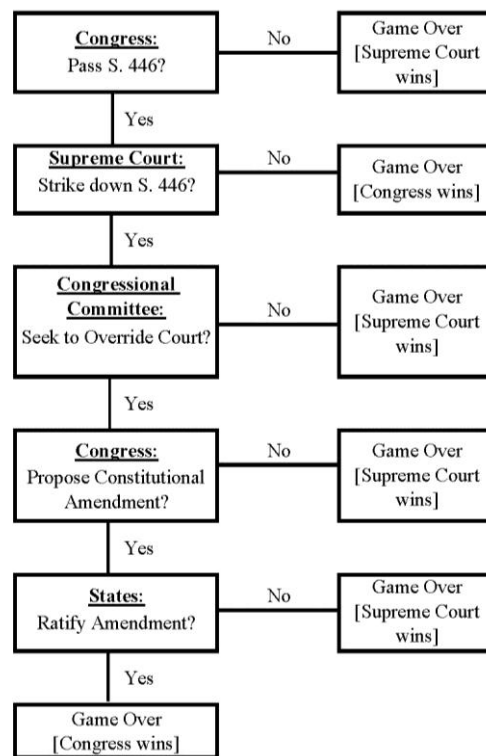 Congress:
Pass S. 446?
No
Game Over
[Supreme Court
wins]
Yes
Supreme Court:
Strike down S. 446?
No
Game Over
[Congress wins]
Yes
Congressional
Committee:
Seek to Override Court?
No
Game Over
[Supreme Court
wins]
Yes
Congress:
Propose Constitutional
Amendment?
No
Game Over
[Supreme Court
wins]
Yes
States:
Ratify Amendment?
No
Game Over
[Supreme Court
wins]
Yes
Game Over
[Congress wins]